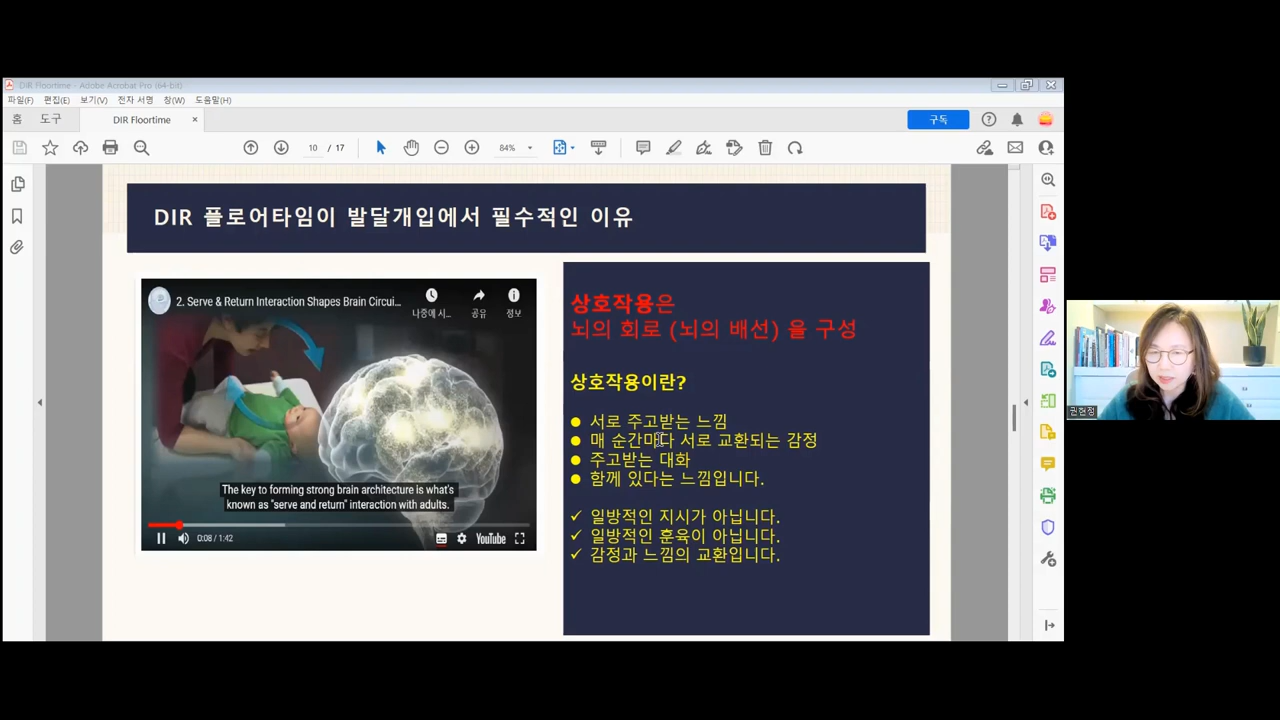 DIR Floortime - Adobe Acrobat Pro (64-bit)
파일(F) 편집(E) 보기(V) 전자 서명 창(W) 도움말(H)
홈 도구 DIR Floortime × 구독
10 / 17 84%
DIR 플로어타임이 발달개입에서 필수적인 이유
2. Serve & Return Interaction Shapes Brain Circui...
나중에 시... 공유 정보
The key to forming strong brain architecture is what's
known as "serve and return" interaction with adults.
0:08 / 1:42 YouTube
상호작용은
뇌의 회로 (뇌의 배선) 을 구성
상호작용이란?
● 서로 주고받는 느낌
● 매 순간마다 서로 교환되는 감정
● 주고받는 대화
● 함께 있다는 느낌입니다.
✓ 일방적인 지시가 아닙니다.
✓ 일방적인 훈육이 아닙니다.
✓ 감정과 느낌의 교환입니다.
권현정